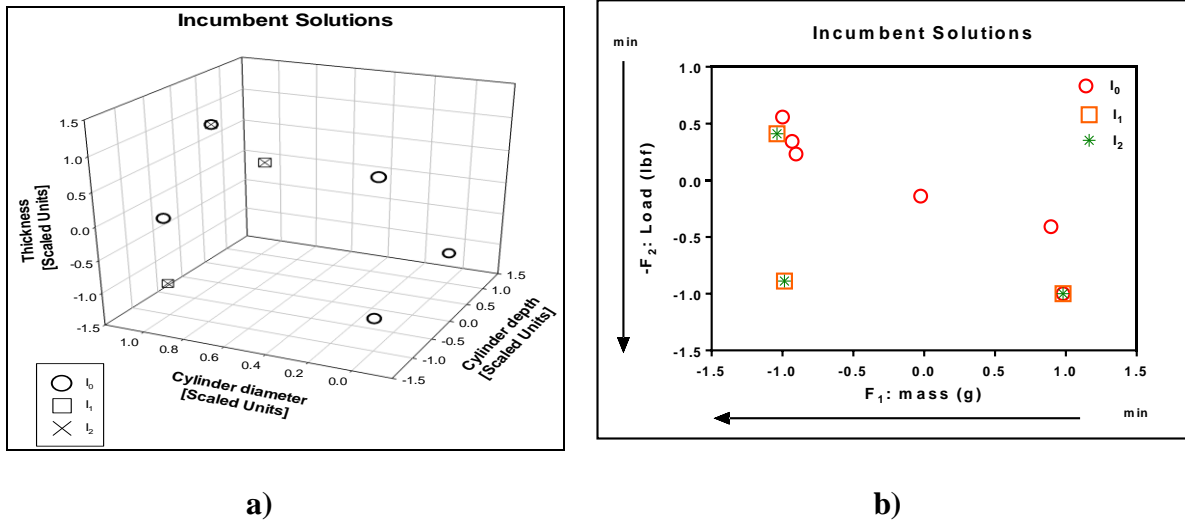 Incumbent Solutions
1.5
1.0
0.5
0.0
-0.5
-1.0
-1.5
Thickness
[Scaled Units]
1.0
0.8
0.6
0.4
0.2
0.0
Cylinder diameter
[Scaled Units]
-1.5
-1.0
-0.5
0.0
0.5
1.0
1.5
Cylinder depth
[Scaled Units]
I0
I1
I2
a)
Incumbent Solutions
min
1.0
0.5
0.0
-0.5
-1.0
-1.5
-F2: Load (lbf)
I0
I1
I2
-1.5 -1.0 -0.5 0.0 0.5 1.0 1.5
F1: mass (g)
min
b)